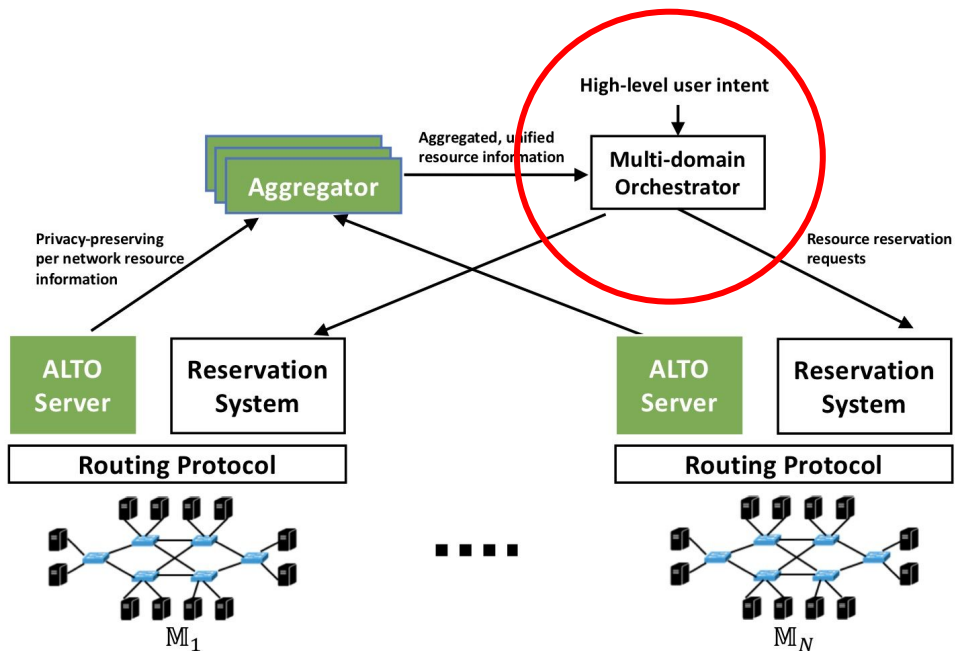 High-level user intent
Aggregated, unified
resource information
Multi-domain
Orchestrator
Aggregator
Privacy-preserving
per network resource
information
Resource reservation
requests
ALTO
Server
Reservation
System
ALTO
Server
Reservation
System
Routing Protocol
Routing Protocol
𝕄₁
𝕄_N